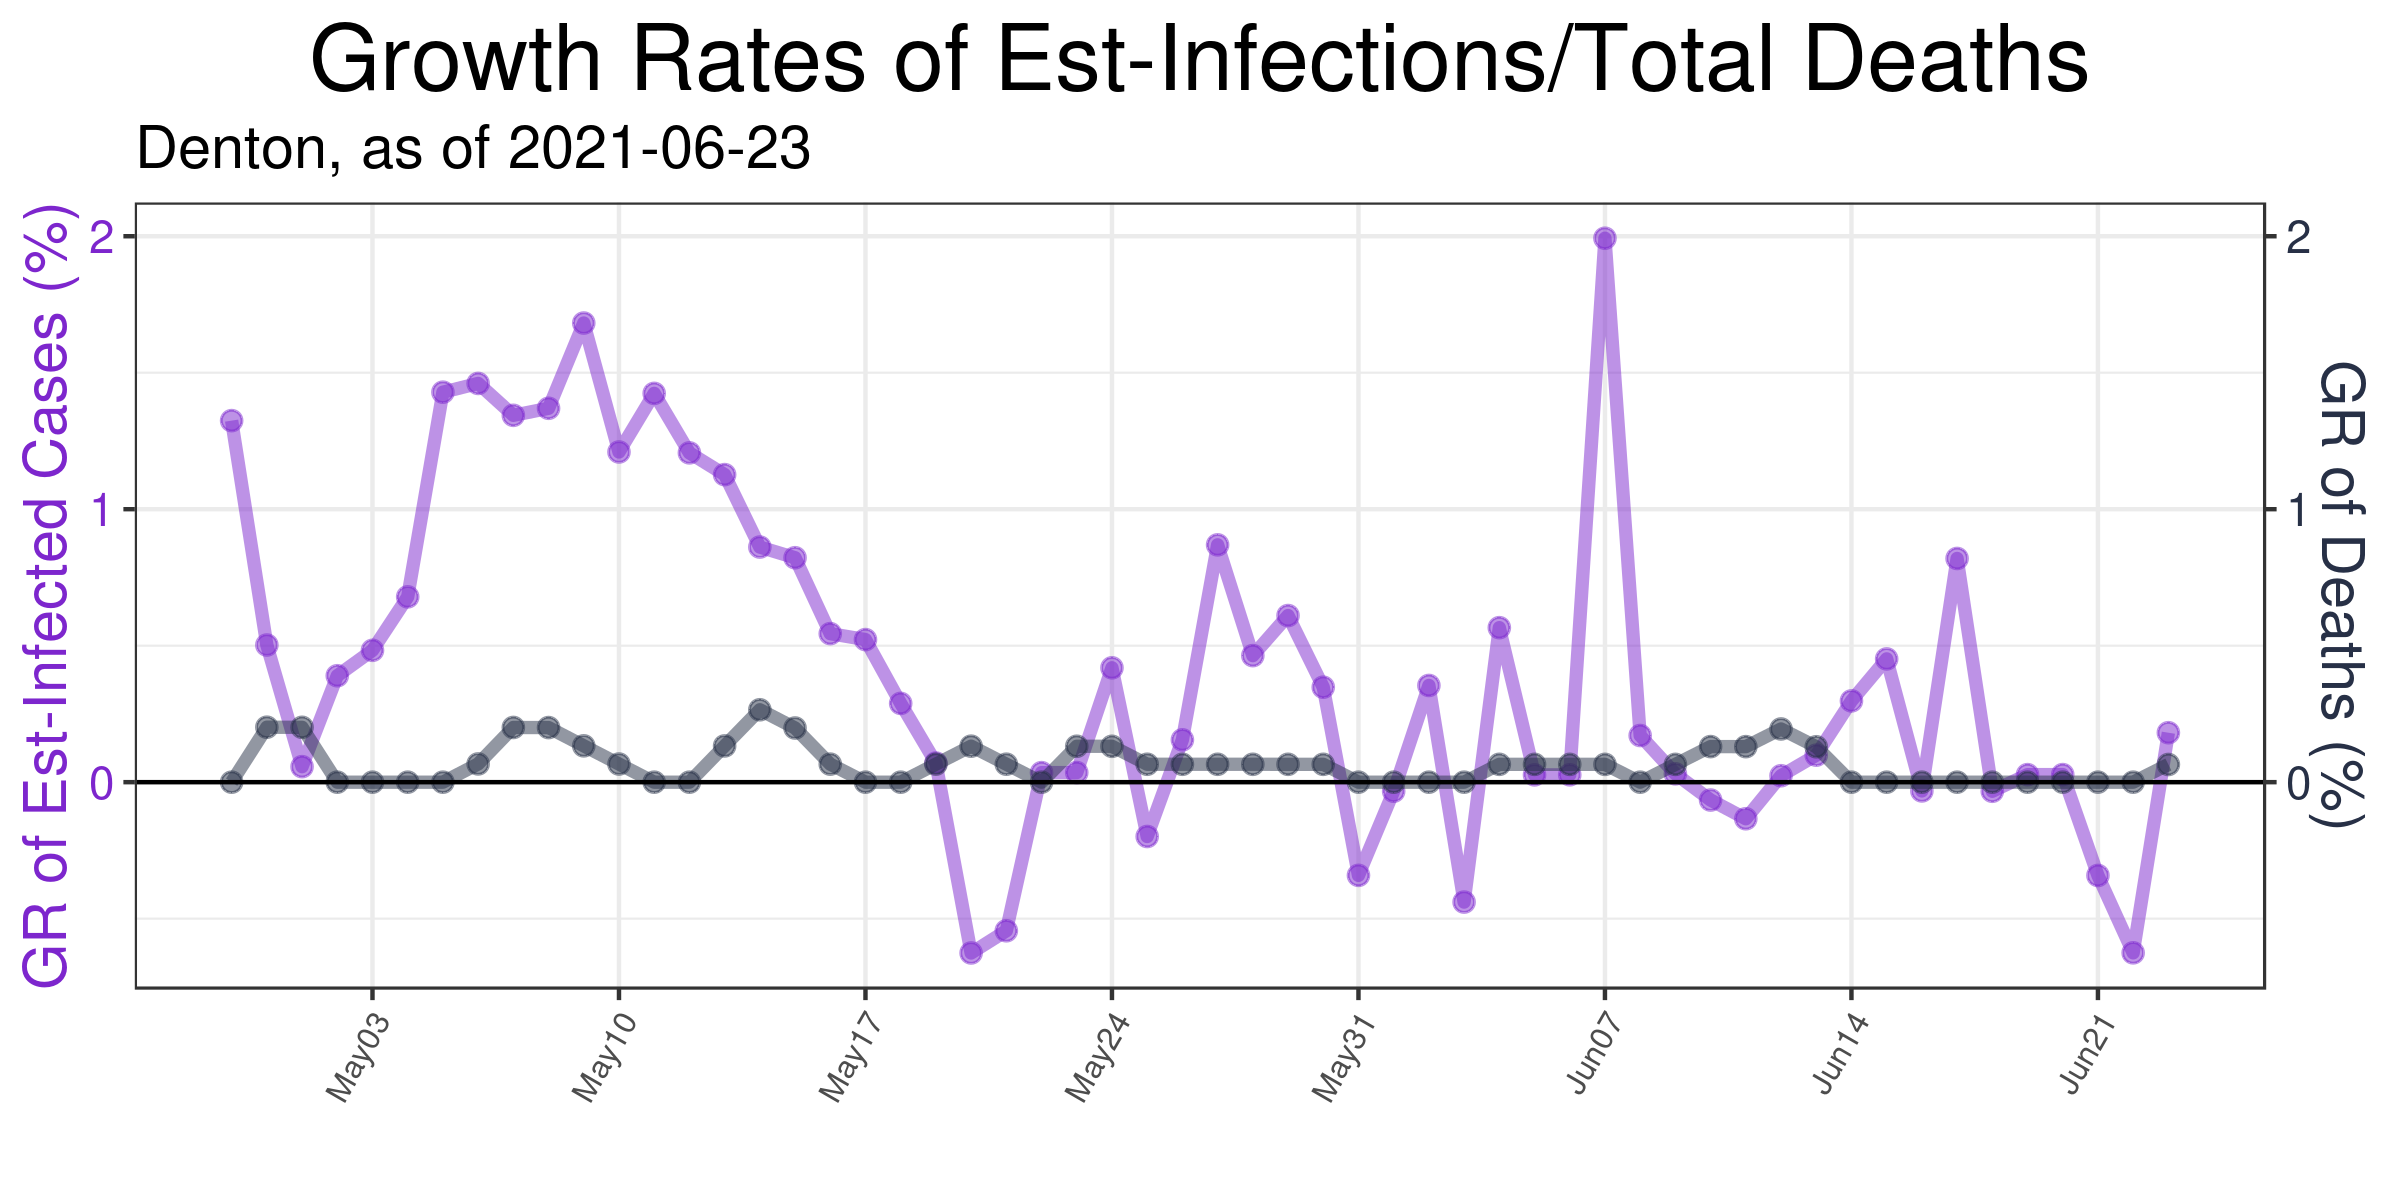 Growth Rates of Est-Infections/Total Deaths
Denton, as of 2021-06-23
GR of Est-Infected Cases (%)
2
1
0
2
1
0
GR of Deaths (%)
May03
May10
May17
May24
May31
Jun07
Jun14
Jun21